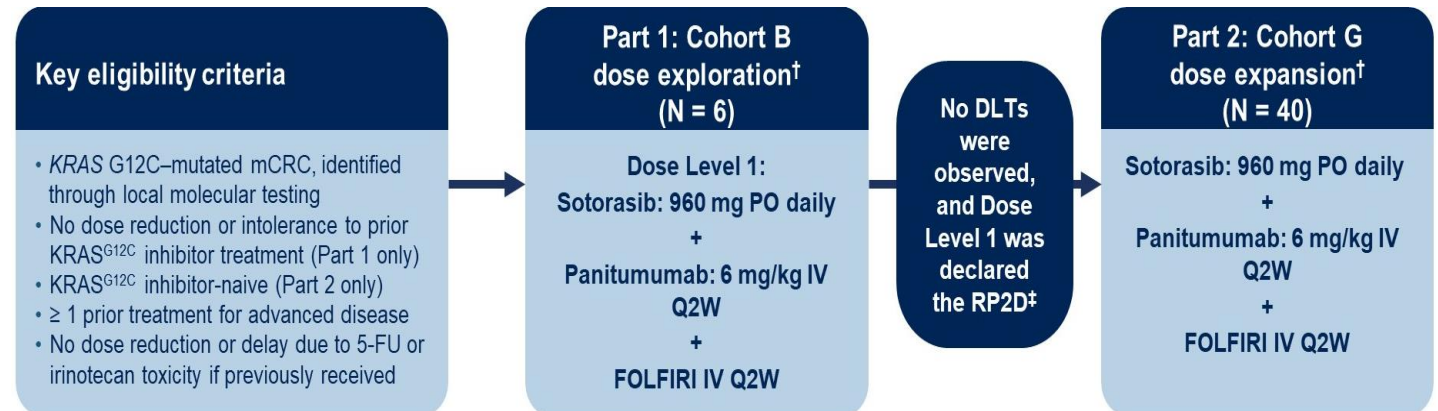 Key eligibility criteria
• KRAS G12C–mutated mCRC, identified
through local molecular testing
• No dose reduction or intolerance to prior
KRASG12C inhibitor treatment (Part 1 only)
• KRASG12C inhibitor-naive (Part 2 only)
• ≥ 1 prior treatment for advanced disease
• No dose reduction or delay due to 5-FU or
irinotecan toxicity if previously received
Part 1: Cohort B
dose exploration†
(N = 6)
Dose Level 1:
Sotorasib: 960 mg PO daily
+
Panitumumab: 6 mg/kg IV
Q2W
+
FOLFIRI IV Q2W
No DLTs
were
observed,
and Dose
Level 1 was
declared
the RP2D‡
Part 2: Cohort G
dose expansion†
(N = 40)
Sotorasib: 960 mg PO daily
+
Panitumumab: 6 mg/kg IV
Q2W
+
FOLFIRI IV Q2W